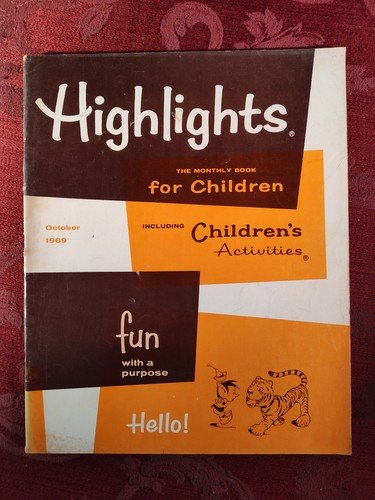 Highlights®
THE MONTHLY BOOK
for Children
October
1969
INCLUDING Children's
Activities®
fun
with a
purpose
Hello!